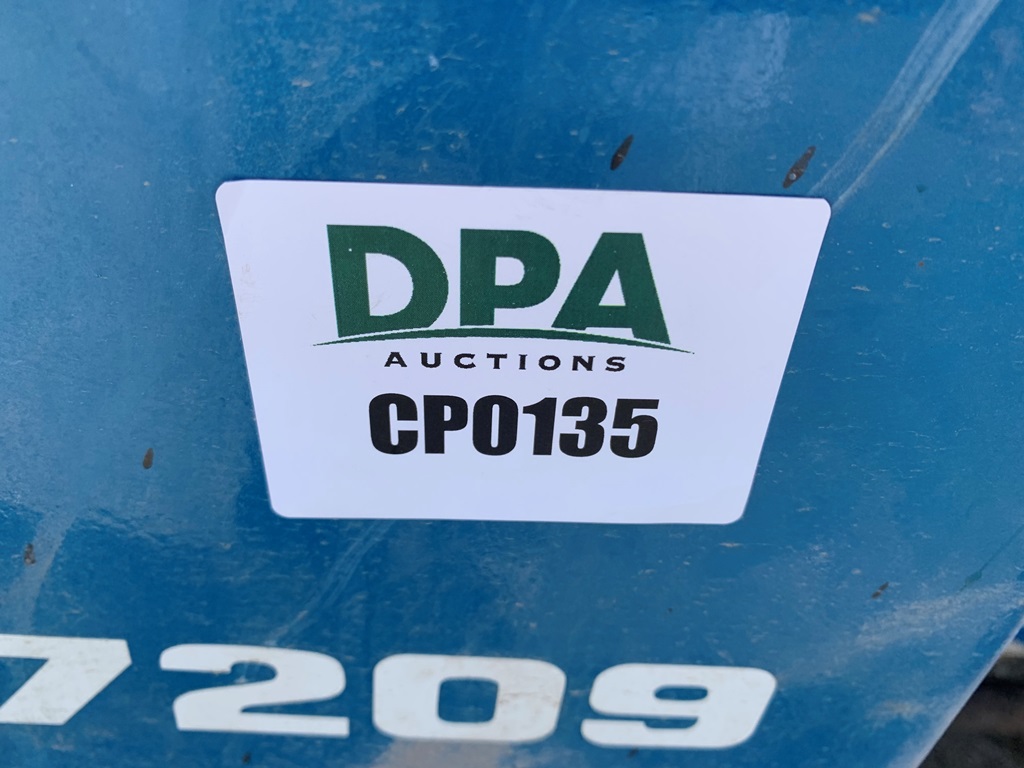 DPA
AUCTIONS
CP0135
7209